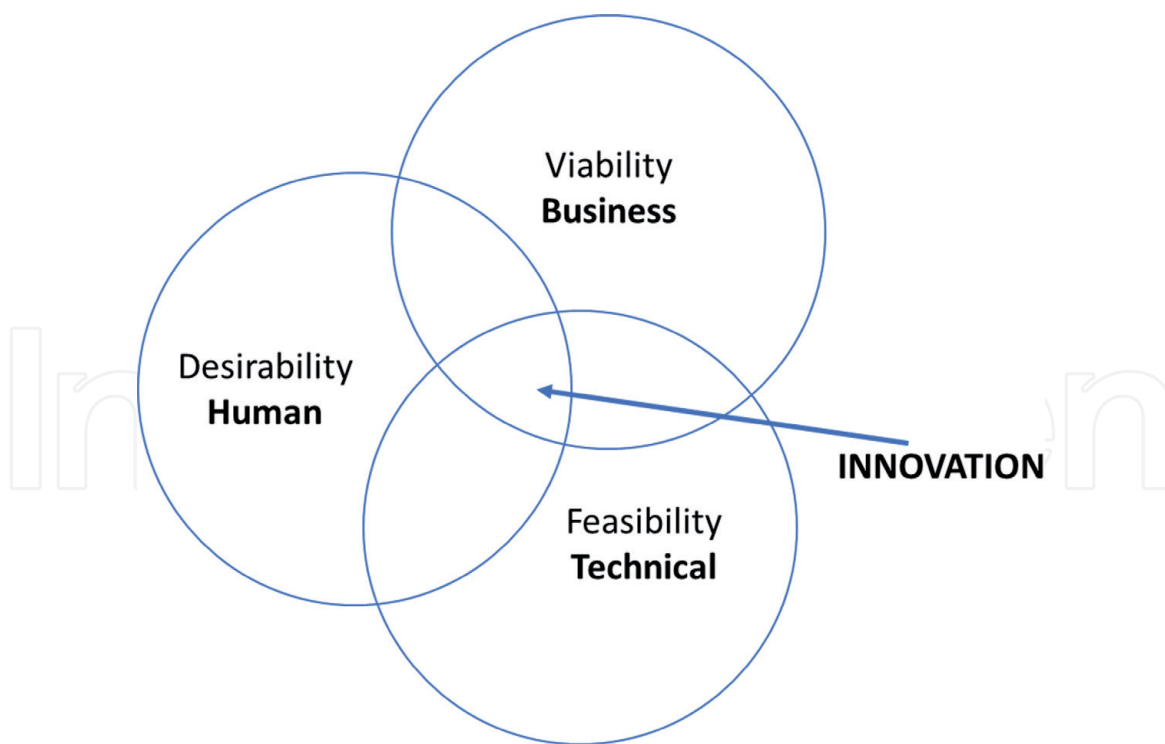 Viability
Business
Desirability
Human
INNOVATION
Feasibility
Technical